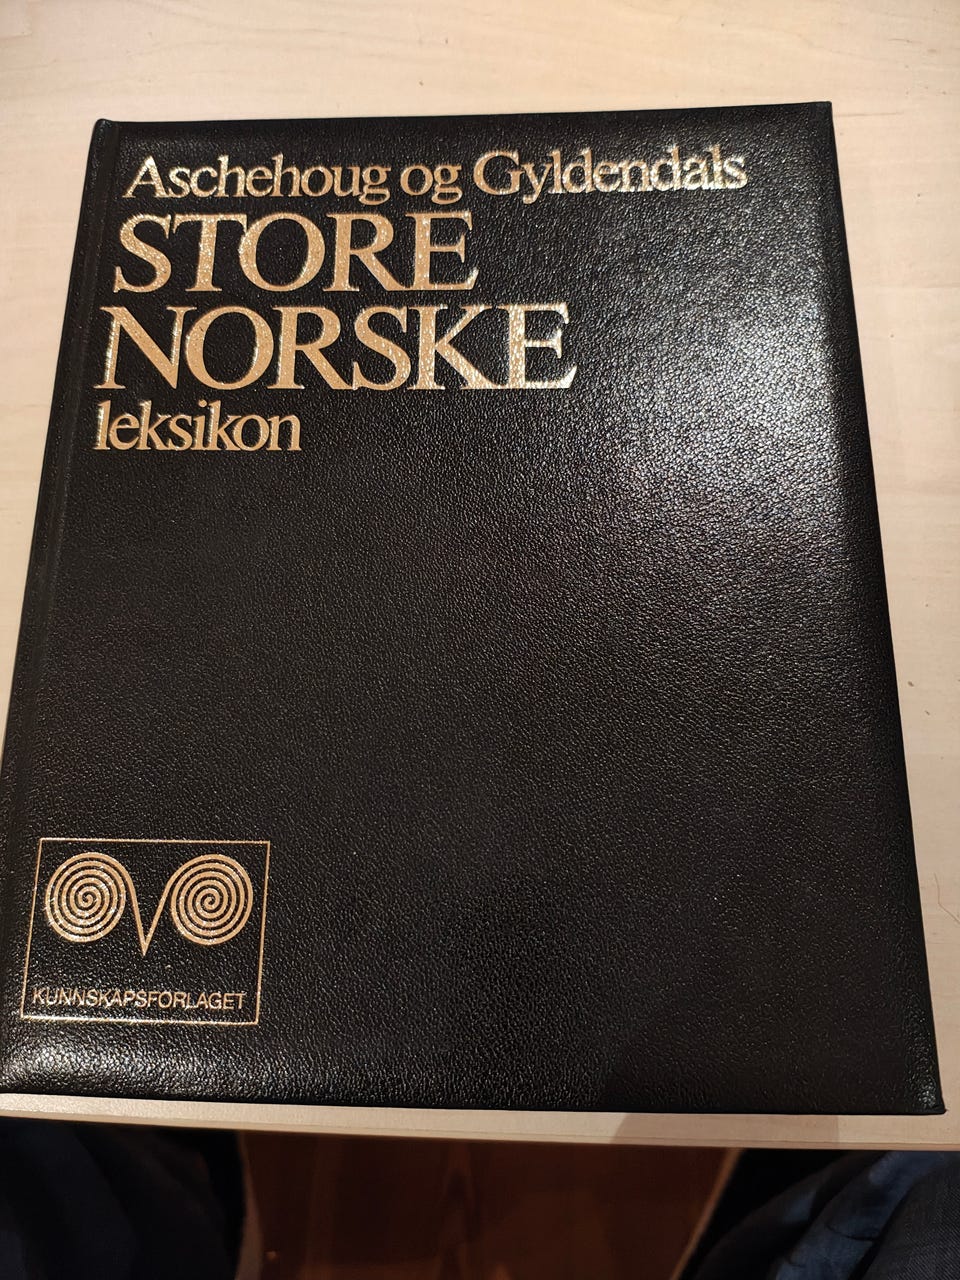 Aschehoug og Gyldendals
STORE
NORSKE
leksikon
KUNNSKAPSFORLAGET